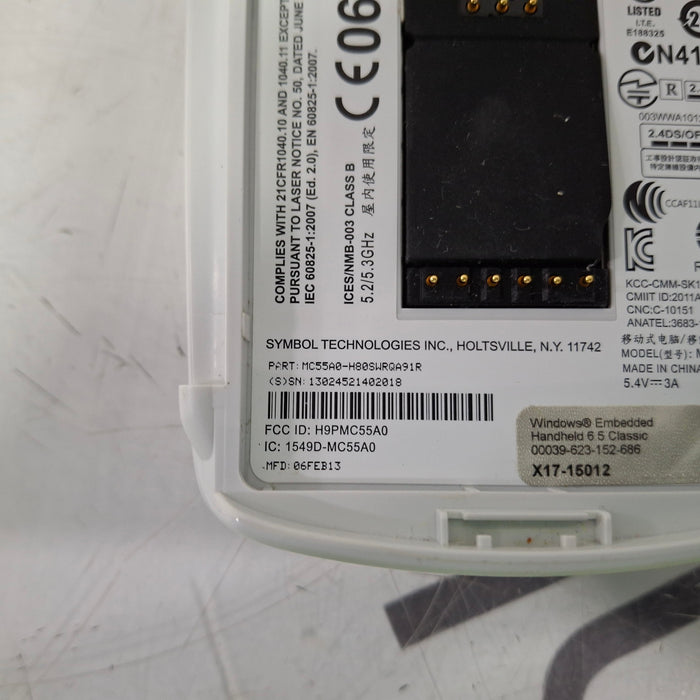 COMPLIES WITH 21CFR1040.10 AND 1040.11 EXCEPT
PURSUANT TO LASER NOTICE NO. 50, DATED JUNE
IEC 60825-1:2007 (Ed. 2.0), EN 60825-1:2007.
ICES/NMB-003 CLASS B
5.2/5.3GHz 屋内使用限定
CE06
LISTED
I.T.E.
E188325
N41
R
003WWA101
2.4DS/OF
CCAF11
KCC-CMM-SK1
CMIIT ID:2011A
CNC:C-10151
ANATEL:3683-
移动式电脑/移
MODEL(型号): M
MADE IN CHINA
5.4V 3A
SYMBOL TECHNOLOGIES INC., HOLTSVILLE, N.Y. 11742
PART: MC55A0-H80SWRQA91R
(S)SN: 13024521402018
FCC ID: H9PMC55A0
IC: 1549D-MC55A0
MFD: 06FEB13
Windows® Embedded
Handheld 6.5 Classic
00039-623-152-686
X17-15012